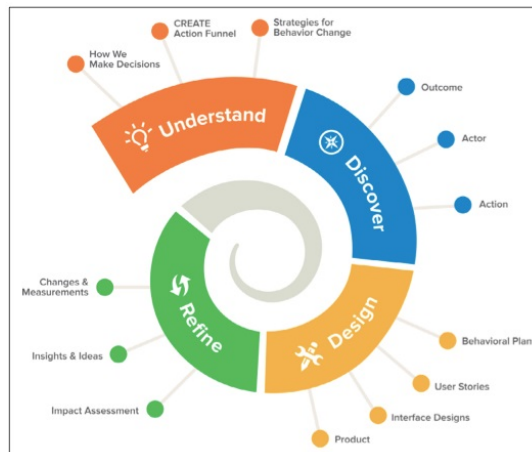 How We
Make Decisions
CREATE
Action Funnel
Strategies for
Behavior Change
Understand
Outcome
Actor
Action
Discover
Behavioral Plan
User Stories
Interface Designs
Product
Design
Impact Assessment
Insights & Ideas
Changes &
Measurements
Refine